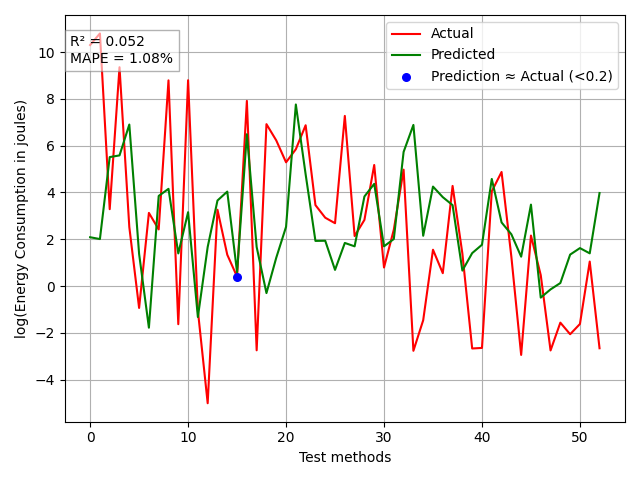 R² = 0.052
MAPE = 1.08%
Actual
Predicted
Prediction ≈ Actual (<0.2)
log(Energy Consumption in joules)
10
8
6
4
2
0
−2
−4
0
10
20
30
40
50
Test methods